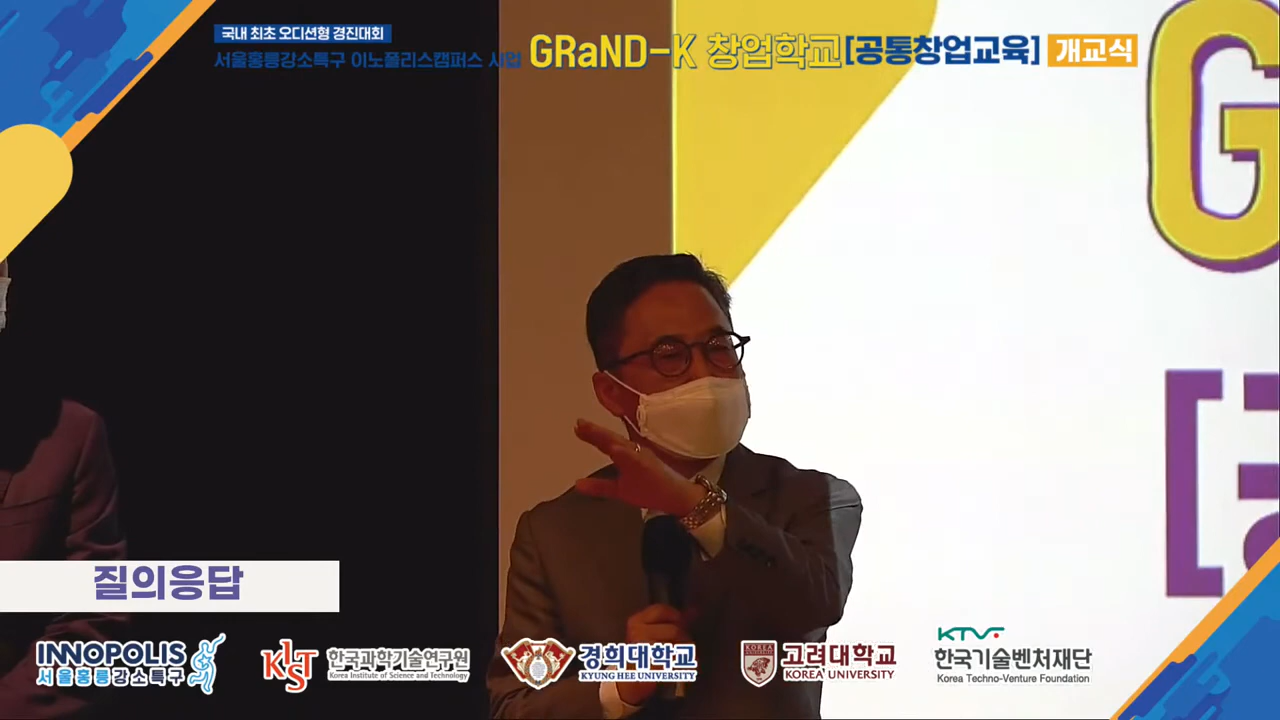 국내 최초 오디션형 경진대회
서울홍릉강소특구 이노폴리스캠퍼스 사업 GRaND-K 창업학교[공통창업교육] 개교식
G
[공
질의응답
INNOPOLIS
서울홍릉강소특구
KIST
한국과학기술연구원
Korea Institute of Science and Technology
경희대학교
KYUNG HEE UNIVERSITY
KOREA
고려대학교
KOREA UNIVERSITY
KTVF
한국기술벤처재단
Korea Techno-Venture Foundation